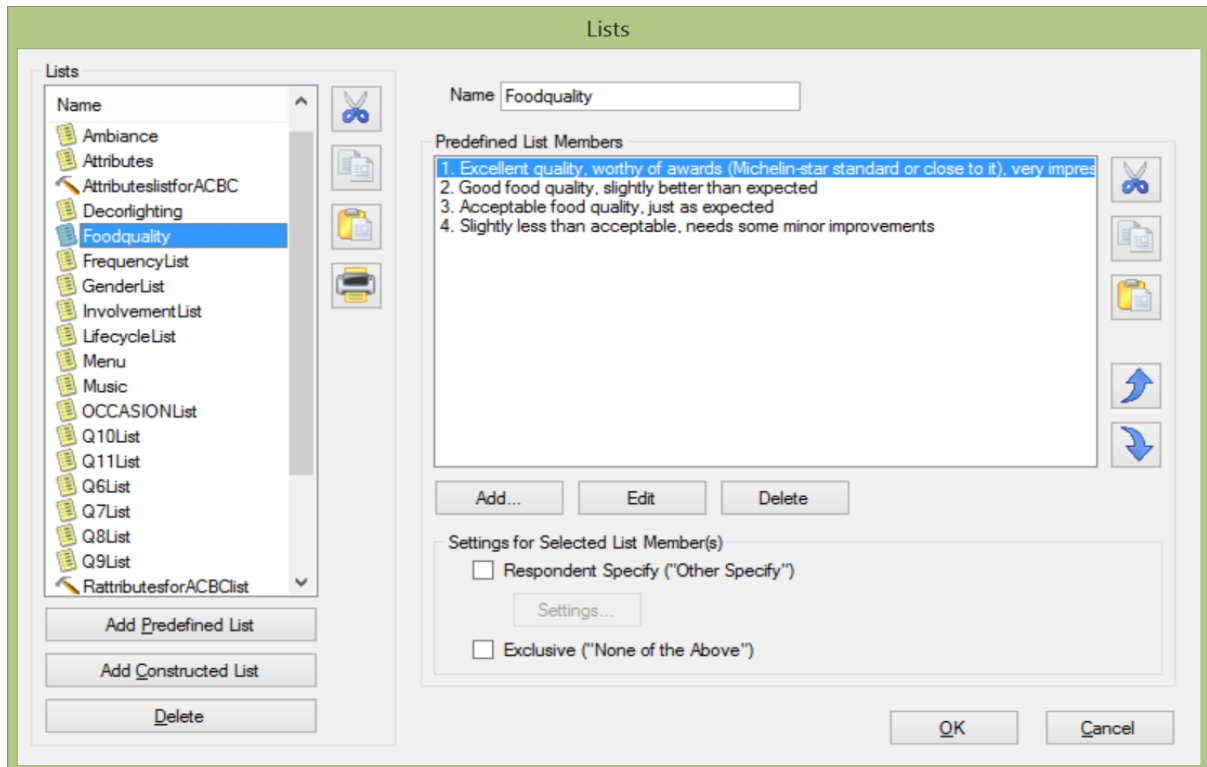 Lists
Lists
Name
Ambiance
Attributes
AttributeslistforACBC
Decorlighting
Foodquality
FrequencyList
GenderList
InvolvementList
LifecycleList
Menu
Music
OCCASIONList
Q10List
Q11List
Q6List
Q7List
Q8List
Q9List
RattributesforACBClist
Add Predefined List
Add Constructed List
Delete
Name Foodquality
Predefined List Members
1. Excellent quality, worthy of awards (Michelin-star standard or close to it), very impres
2. Good food quality, slightly better than expected
3. Acceptable food quality, just as expected
4. Slightly less than acceptable, needs some minor improvements
Add... Edit Delete
Settings for Selected List Member(s)
Respondent Specify ("Other Specify")
Settings...
Exclusive ("None of the Above")
OK Cancel